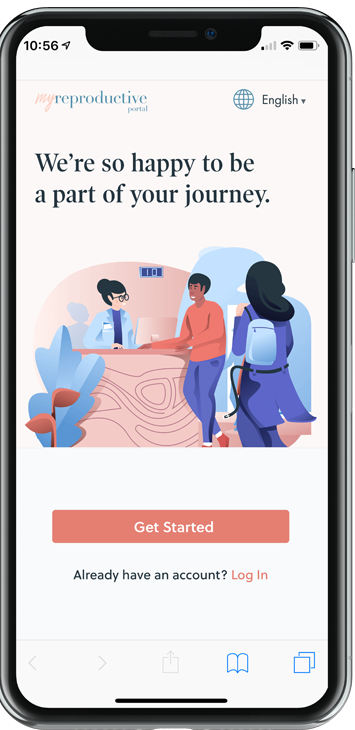 10:56
myreproductive
portal
English
We're so happy to be
a part of your journey.
Get Started
Already have an account? Log In